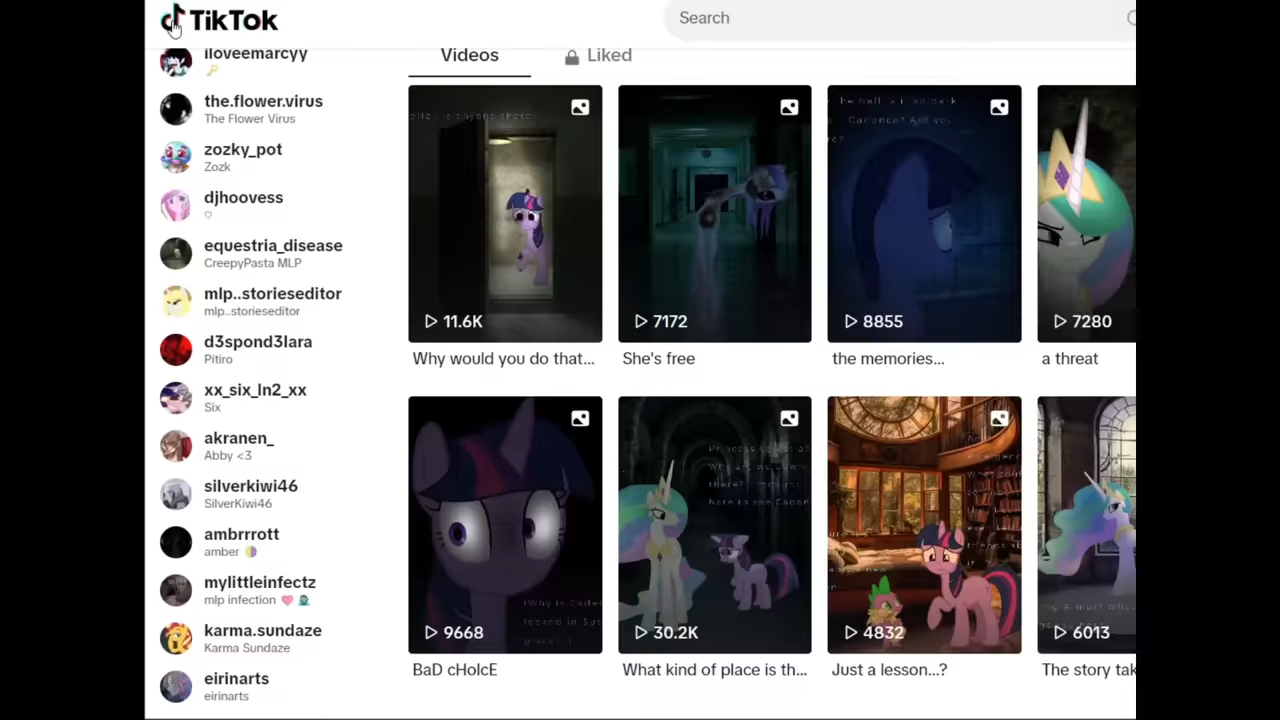 TikTok
Search
iloveemarcyy
Videos
Liked
the.flower.virus
The Flower Virus
zozky_pot
Zozk
djhoovess
equestria_disease
CreepyPasta MLP
mlp..storieseditor
mlp..storieseditor
d3spond3lara
Pitiro
xx_six_ln2_xx
Six
akranen_
Abby <3
silverkiwi46
SilverKiwi46
ambrrrott
amber
mylittleinfectz
mlp infection
karma.sundaze
Karma Sundaze
eirinarts
eirinarts
11.6K
7172
8855
7280
Why would you do that...
She's free
the memories...
a threat
9668
30.2K
4832
6013
BaD cHoIcE
What kind of place is th...
Just a lesson...?
The story tak